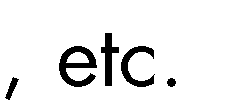 , etc.